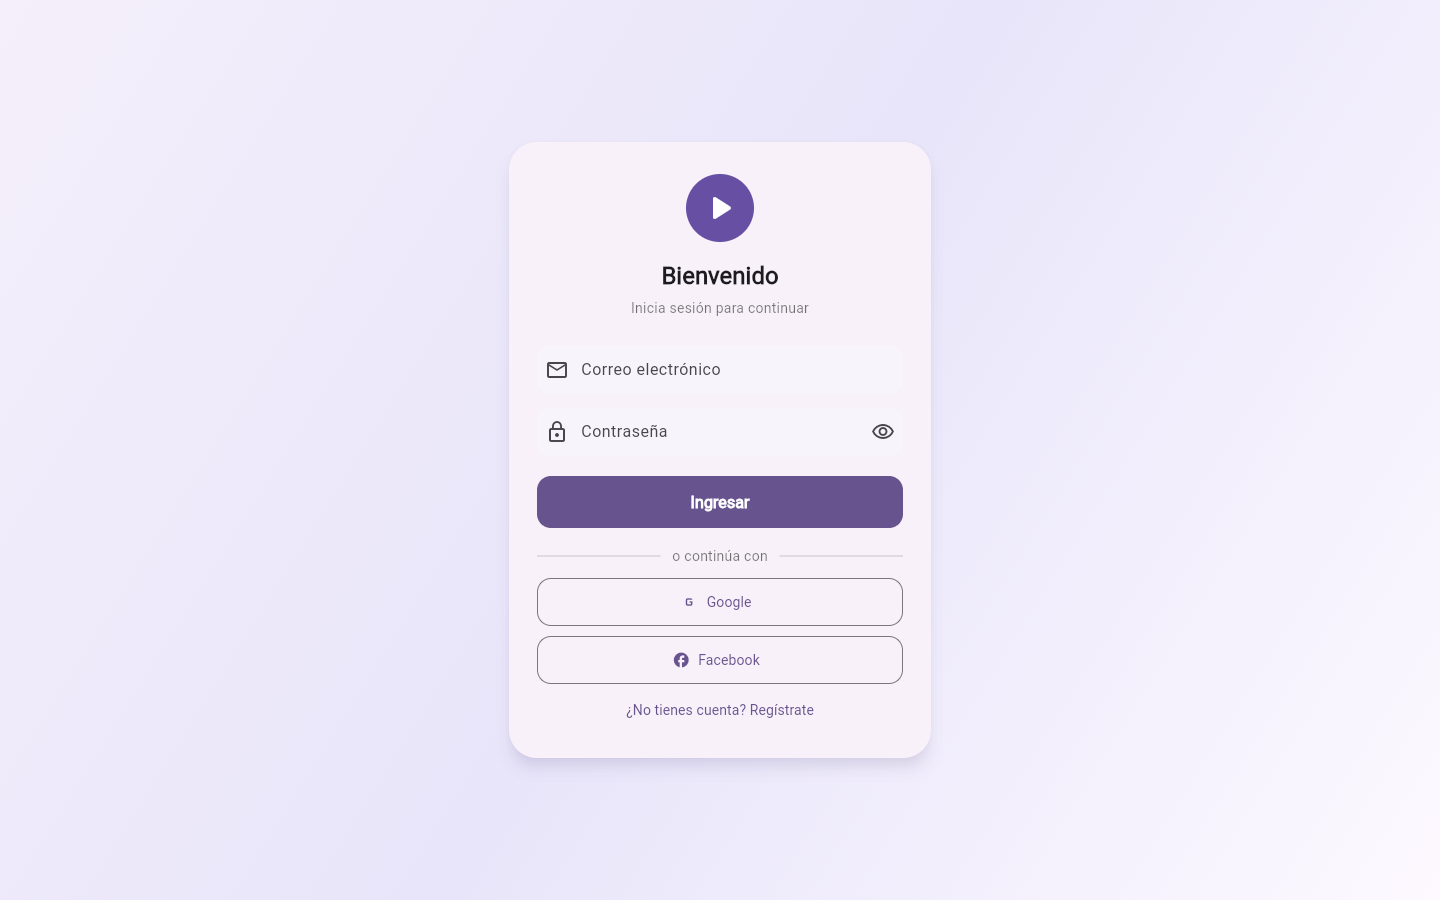 Bienvenido
Inicia sesión para continuar
Correo electrónico
Contraseña
Ingresar
o continúa con
G Google
Facebook
¿No tienes cuenta? Regístrate